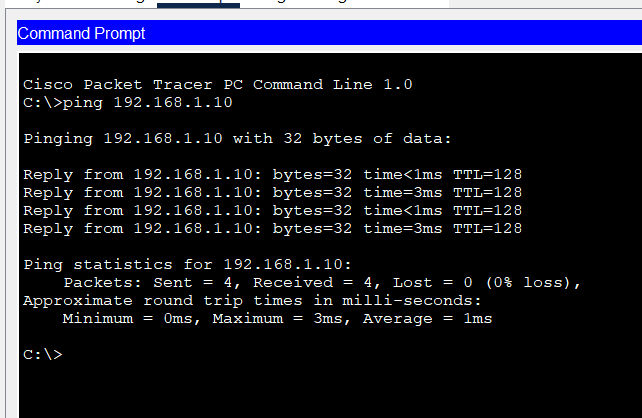 Command Prompt
Cisco Packet Tracer PC Command Line 1.0
C:\>ping 192.168.1.10
Pinging 192.168.1.10 with 32 bytes of data:
Reply from 192.168.1.10: bytes=32 time<1ms TTL=128
Reply from 192.168.1.10: bytes=32 time=3ms TTL=128
Reply from 192.168.1.10: bytes=32 time<1ms TTL=128
Reply from 192.168.1.10: bytes=32 time=3ms TTL=128
Ping statistics for 192.168.1.10:
Packets: Sent = 4, Received = 4, Lost = 0 (0% loss),
Approximate round trip times in milli-seconds:
Minimum = 0ms, Maximum = 3ms, Average = 1ms
C:\>